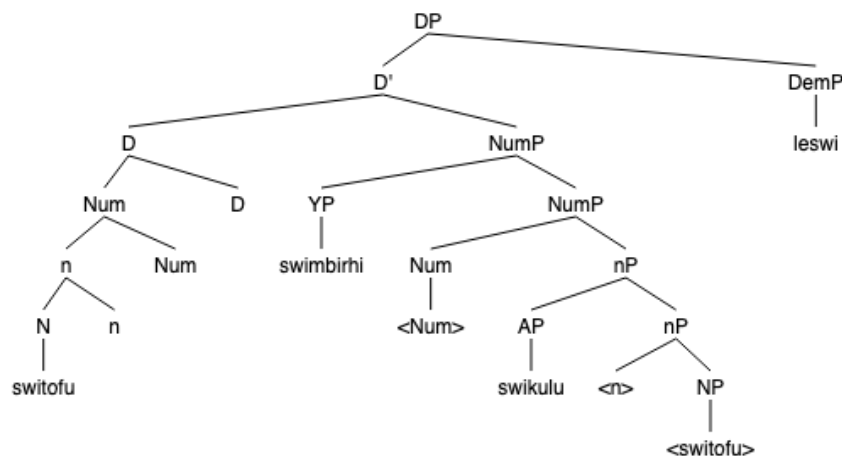 DP
D' DemP
D NumP leswi
Num D YP NumP
n Num swimbirhi Num nP
N n <Num> AP nP
switofu swikulu <n> NP
<switofu>